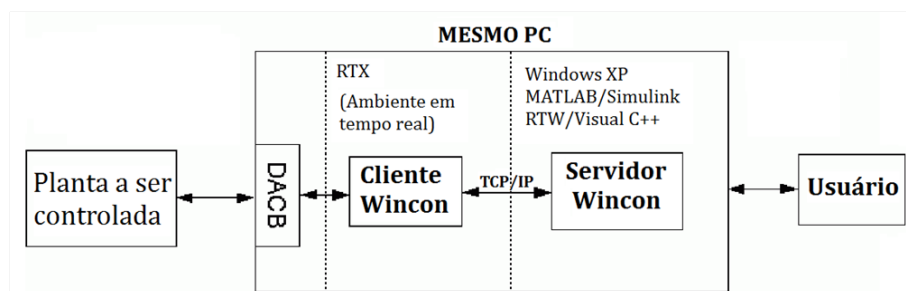 MESMO PC
RTX
(Ambiente em
tempo real)
Windows XP
MATLAB/Simulink
RTW/Visual C++
Planta a ser
controlada
DACB
Cliente
Wincon
TCP/IP
Servidor
Wincon
Usuário